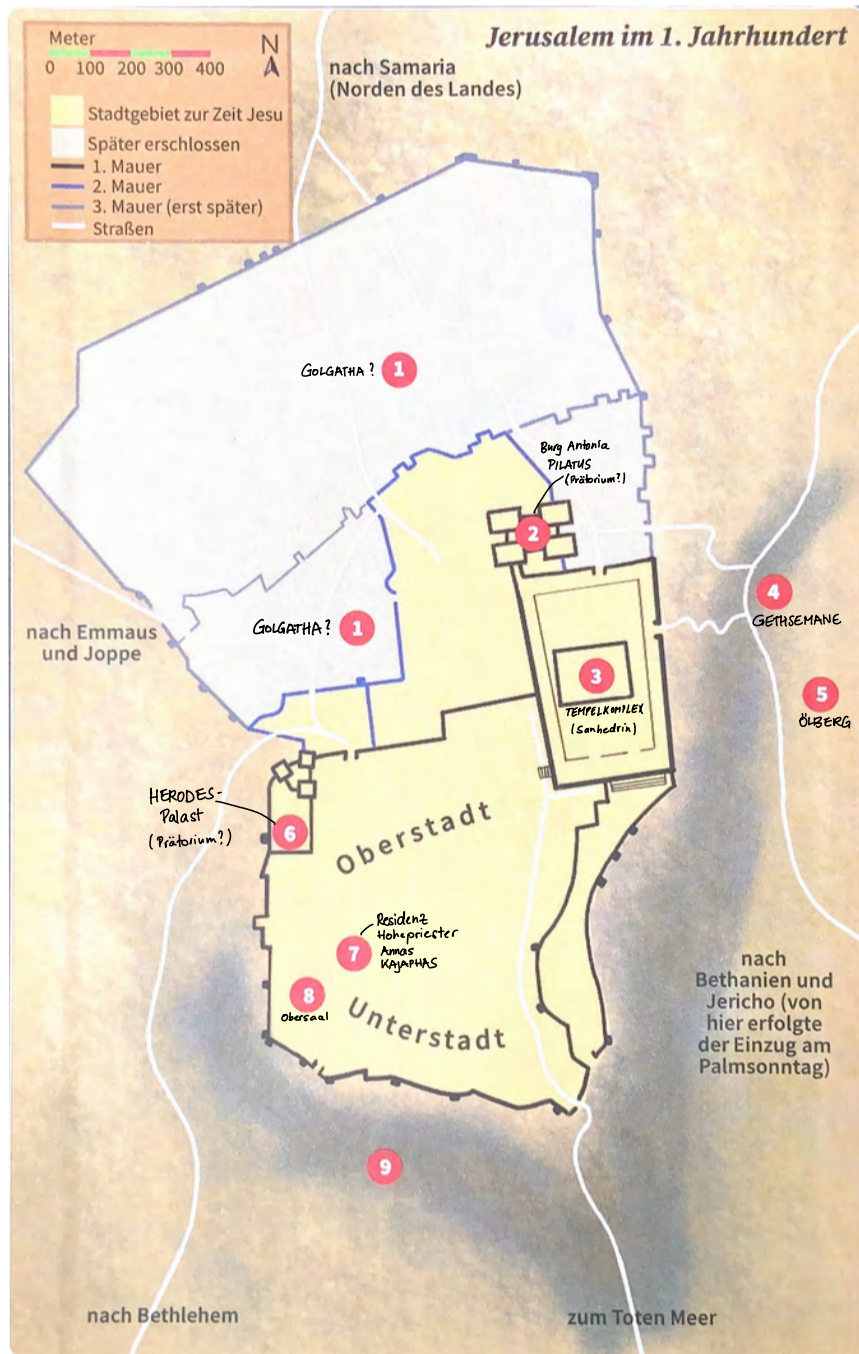 Jerusalem im 1. Jahrhundert
Meter
N
0 100 200 300 400
Stadtgebiet zur Zeit Jesu
Später erschlossen
1. Mauer
2. Mauer
3. Mauer (erst später)
Straßen
nach Samaria
(Norden des Landes)
GOLGATHA ? 1
Burg Antonia
PILATUS
(Prätorium?)
2
4
GETHSEMANE
GOLGATHA ? 1
nach Emmaus
und Joppe
3
TEMPELKOMPLEX
(Sanhedrin)
5
ÖLBERG
HERODES-
Palast
(Prätorium?)
6
Oberstadt
Residenz
Hohepriester
Annas
KAJAPHAS
7
8
Obersaal
Unterstadt
nach
Bethanien und
Jericho (von
hier erfolgte
der Einzug am
Palmsonntag)
9
nach Bethlehem
zum Toten Meer